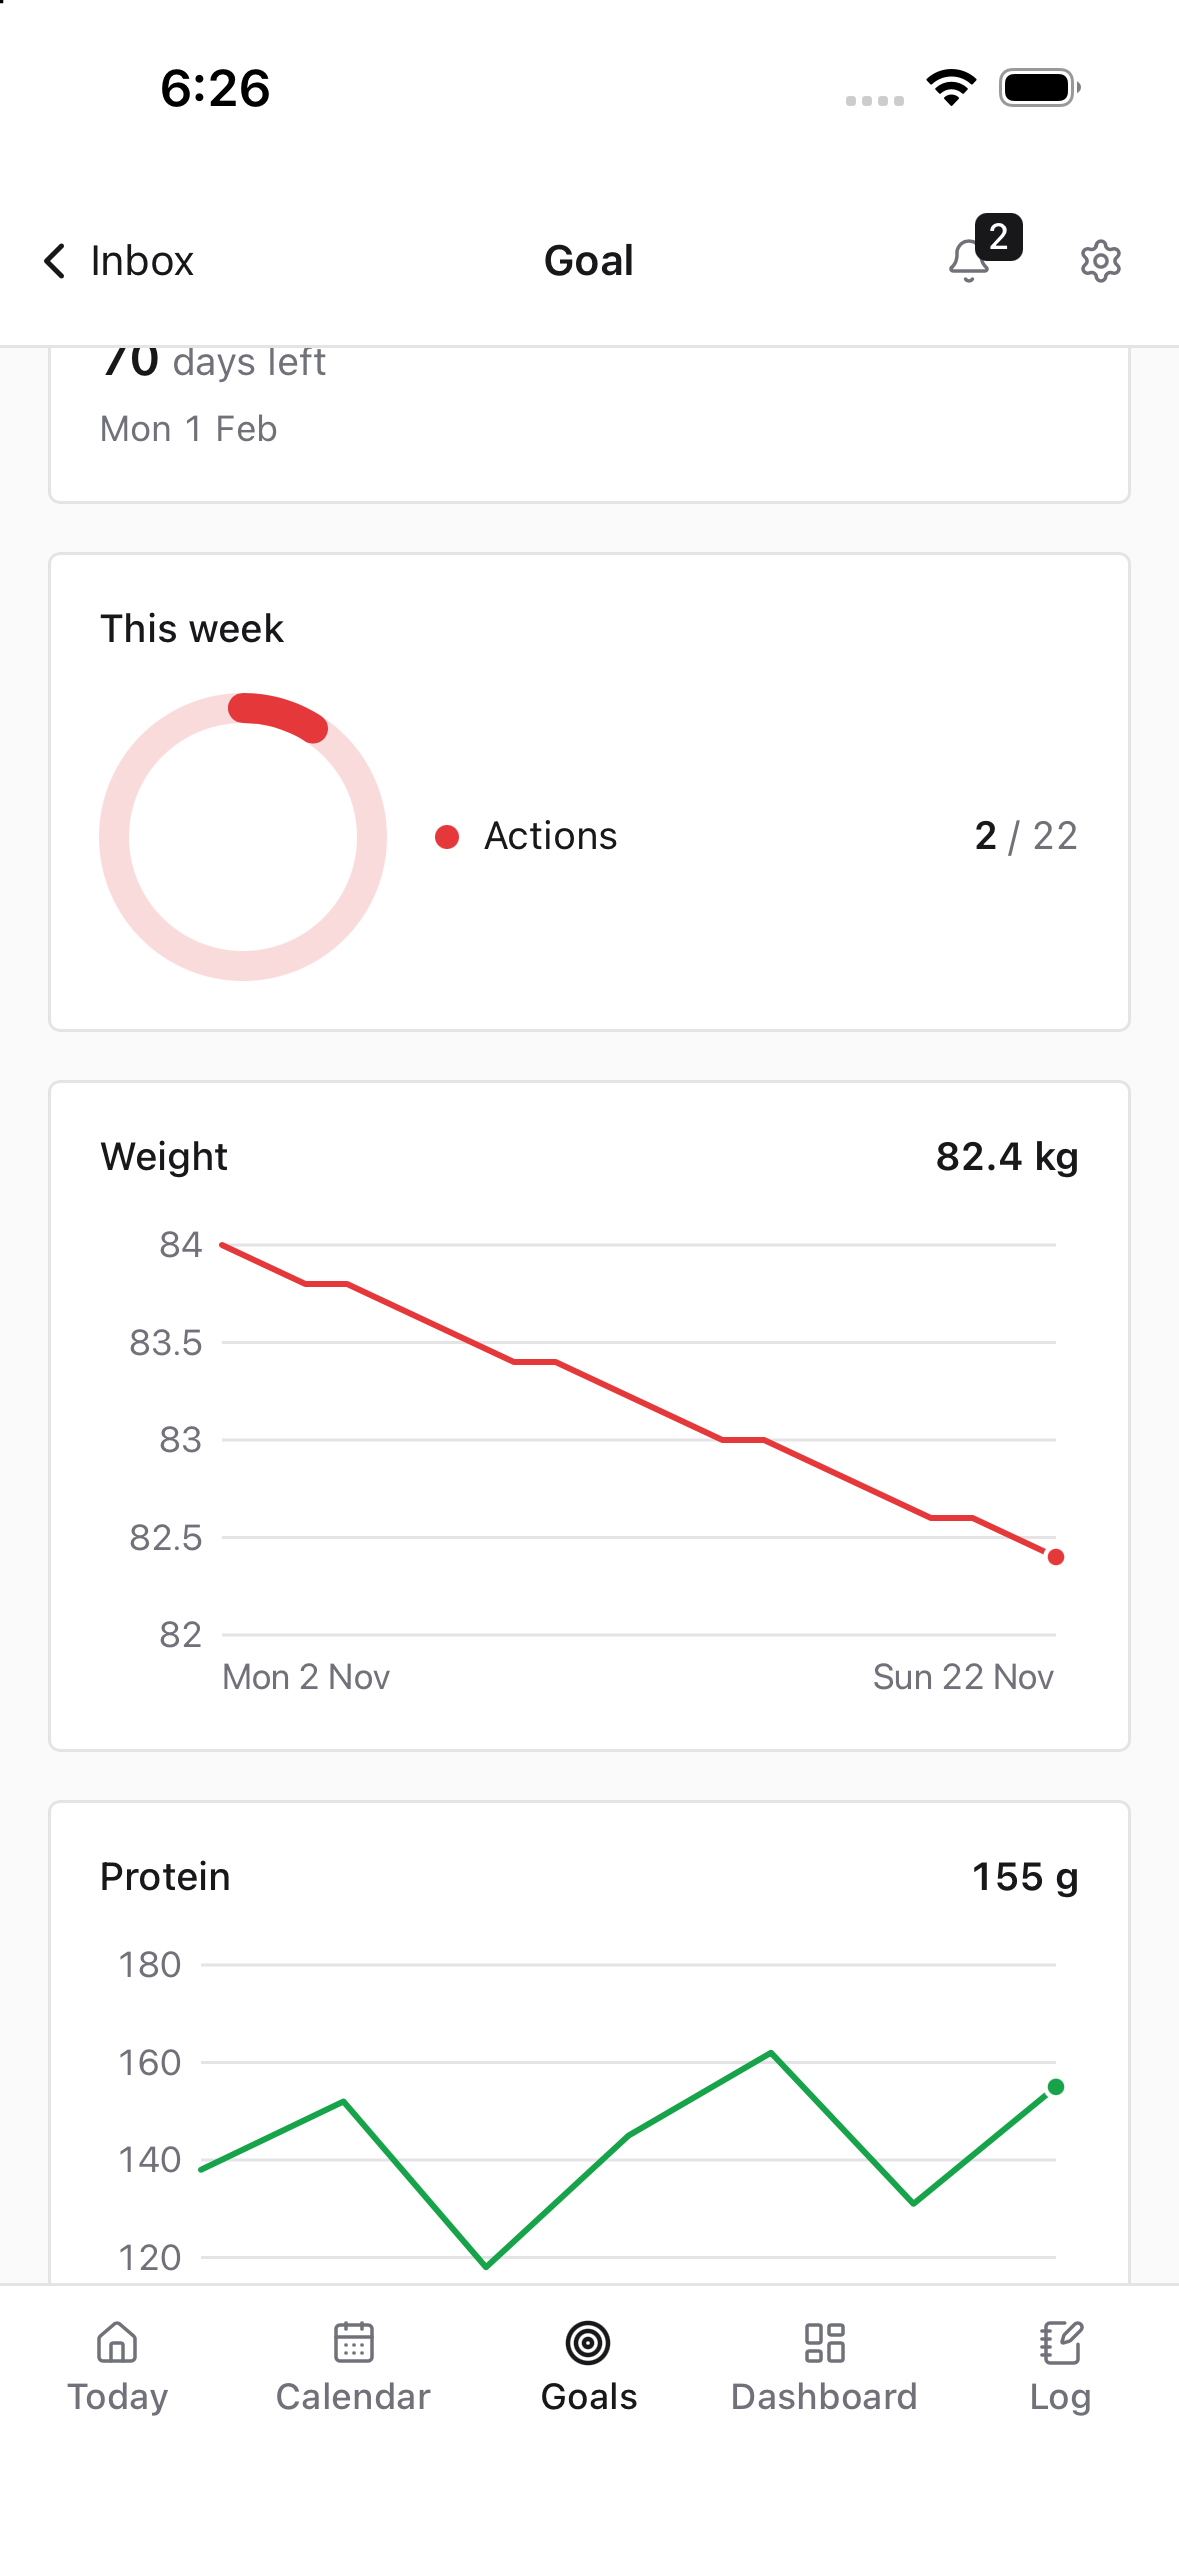 6:26
Inbox
Goal
2
70 days left
Mon 1 Feb
This week
Actions
2 / 22
Weight
82.4 kg
84
83.5
83
82.5
82
Mon 2 Nov
Sun 22 Nov
Protein
155 g
180
160
140
120
Today
Calendar
Goals
Dashboard
Log